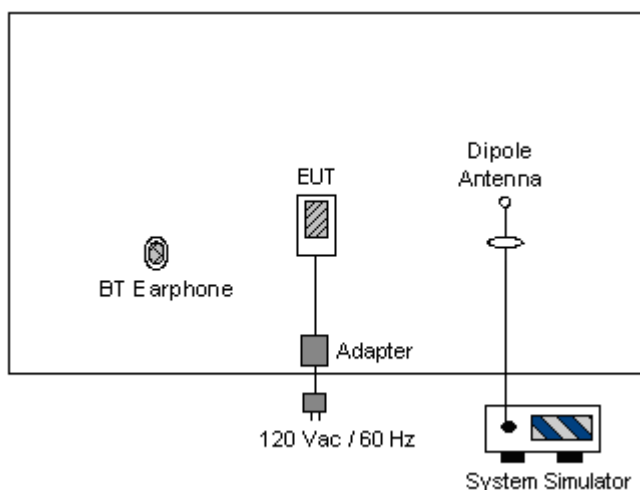 Dipole
Antenna
EUT
BT Earphone
Adapter
120 Vac / 60 Hz
System Simulator